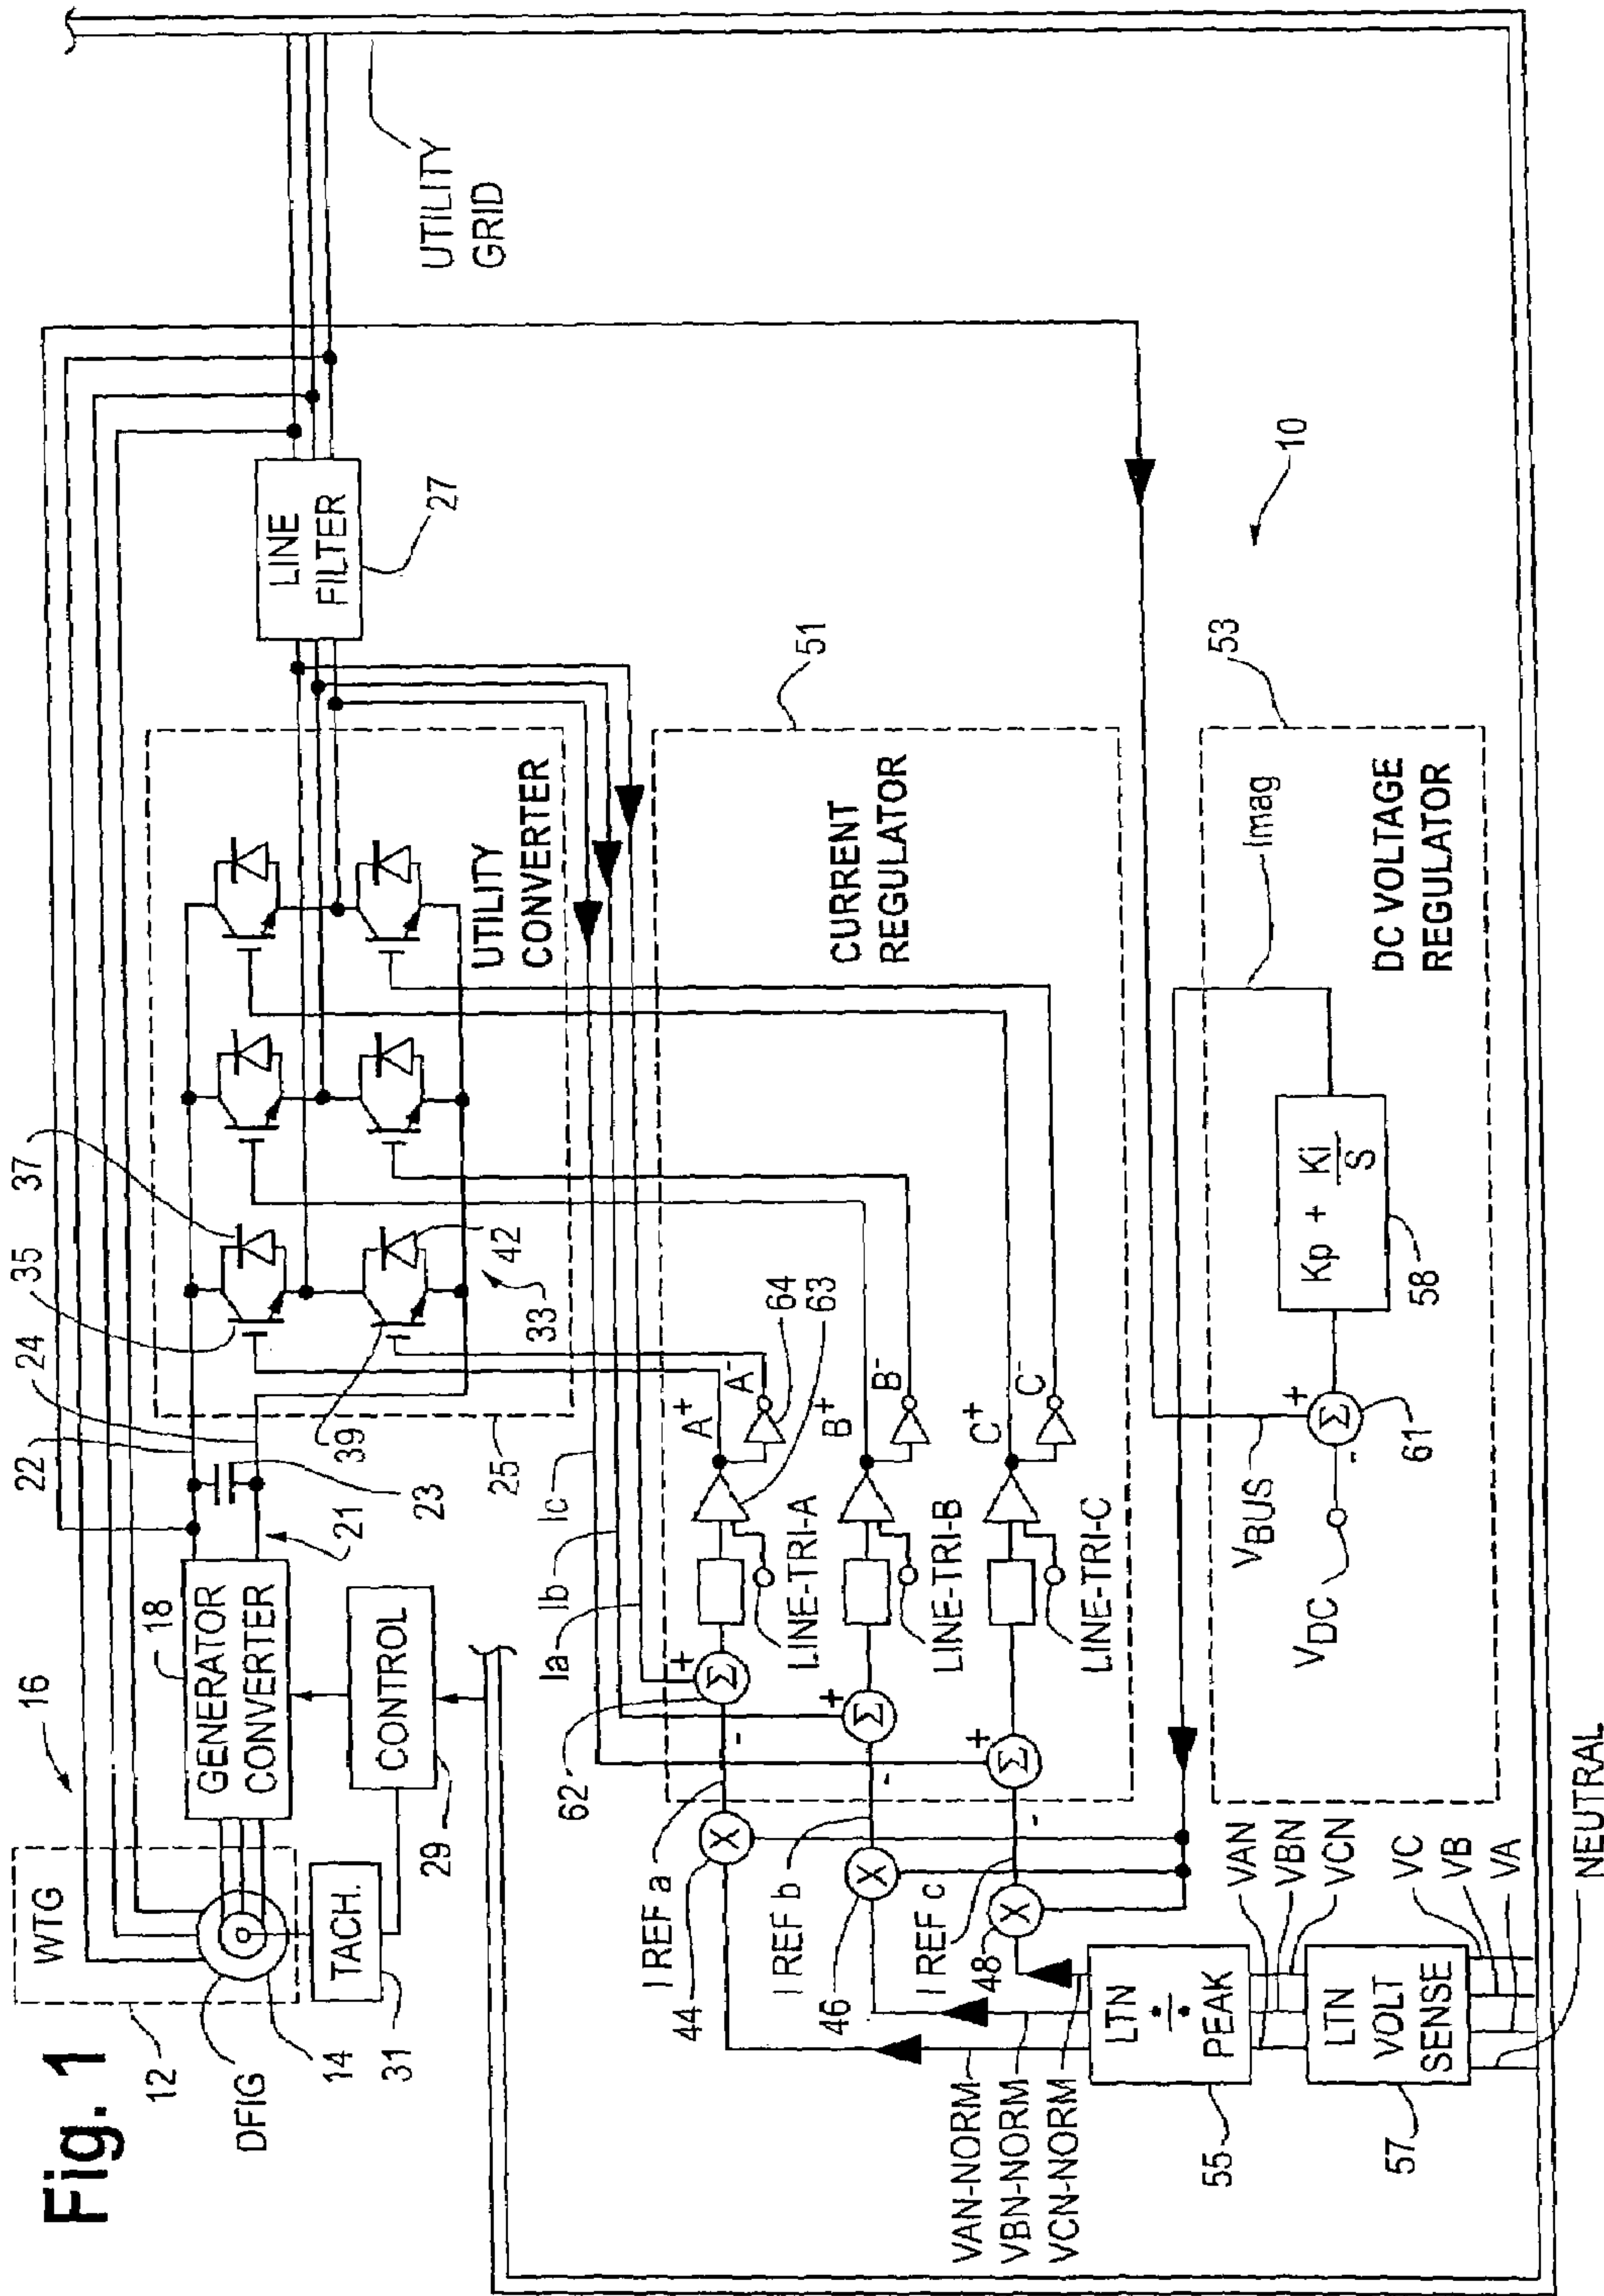 Fig. 1
16
WTG
12
DFIG
14
GENERATOR
CONVERTER
18
TACH.
31
CONTROL
29
21
22
23
24
25
35
37
39
42
33
UTILITY
CONVERTER
LINE
FILTER
27
UTILITY
GRID
Ia
Ib
Ic
I REF a
I REF b
I REF c
44
46
48
62
+
-
Σ
+
-
Σ
+
-
Σ
X
X
X
A+
A-
B+
B-
C+
C-
64
63
LINE-TRI-A
LINE-TRI-B
LINE-TRI-C
CURRENT
REGULATOR
51
10
VAN-NORM
VBN-NORM
VCN-NORM
LTN
÷
PEAK
55
VAN
VBN
VCN
LTN
VOLT
SENSE
57
VC
VB
VA
NEUTRAL
VBUS
VDC
+
-
Σ
61
Kp + Ki/S
58
Imag
DC VOLTAGE
REGULATOR
53